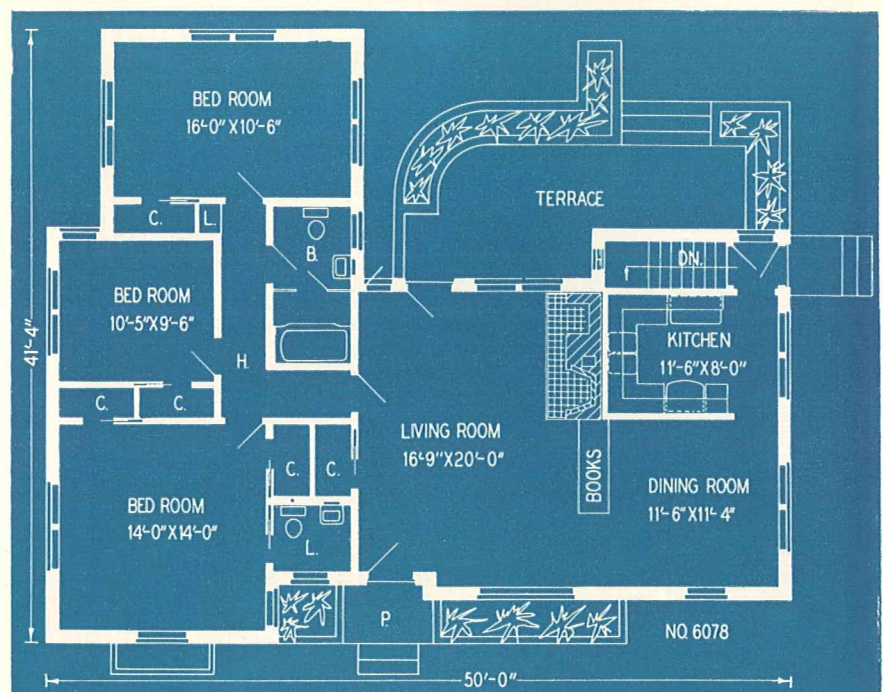 BED ROOM
16'-0" X 10'-6"
C.
L.
B.
TERRACE
DN.
BED ROOM
10'-5" X 9'-6"
H.
KITCHEN
11'-6" X 8'-0"
41'-4"
C.
C.
LIVING ROOM
16'-9" X 20'-0"
C.
C.
BOOKS
BED ROOM
14'-0" X 14'-0"
DINING ROOM
11'-6" X 11'-4"
L.
P.
NO. 6078
50'-0"